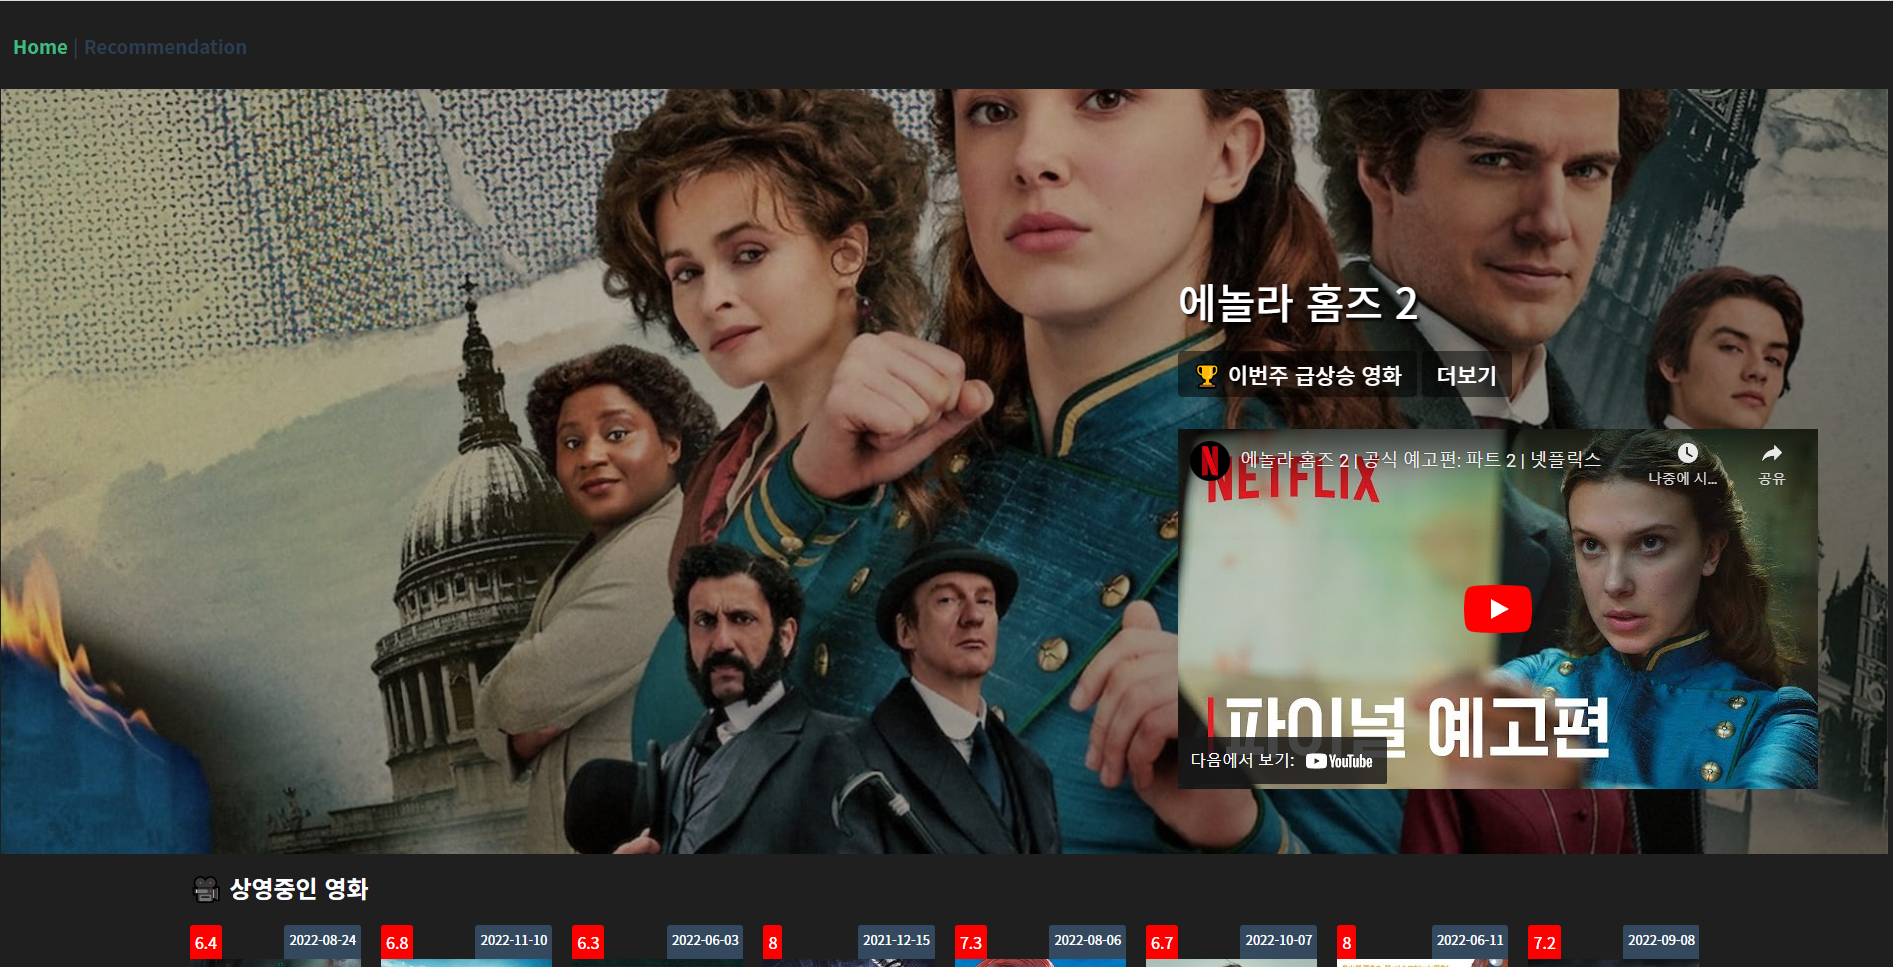 Home | Recommendation
에놀라 홈즈 2
🏆 이번주 급상승 영화
더보기
에놀라 홈즈 2 | 공식 예고편: 파트 2 | 넷플릭스
나중에 시...
공유
NETFLIX
파이널 예고편
다음에서 보기: YouTube
🎥 상영중인 영화
6.4 2022-08-24 6.8 2022-11-10 6.3 2022-06-03 8 2021-12-15 7.3 2022-08-06 6.7 2022-10-07 8 2022-06-11 7.2 2022-09-08